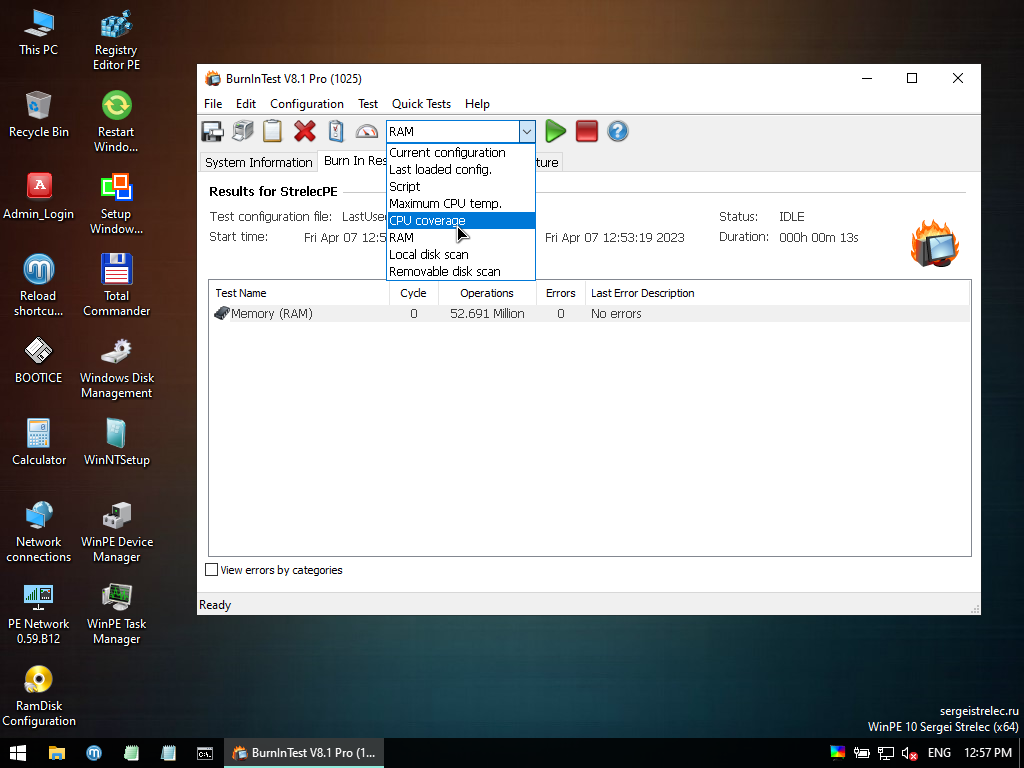 This PC
Registry
Editor PE
Recycle Bin
Restart
Windo...
Admin_Login
Setup
Window...
Reload
shortcu...
Total
Commander
BOOTICE
Windows Disk
Management
Calculator
WinNTSetup
Network
connections
WinPE Device
Manager
PE Network
0.59.B12
WinPE Task
Manager
RamDisk
Configuration
BurnInTest V8.1 Pro (1025)
File Edit Configuration Test Quick Tests Help
RAM
Current configuration
Last loaded config.
Script
Maximum CPU temp.
CPU coverage
RAM
Local disk scan
Removable disk scan
System Information Burn In Res ture
Results for StrelecPE
Test configuration file: LastUse
Status: IDLE
Start time: Fri Apr 07 12:5 Fri Apr 07 12:53:19 2023 Duration: 000h 00m 13s
Test Name Cycle Operations Errors Last Error Description
Memory (RAM) 0 52.691 Million 0 No errors
View errors by categories
Ready
sergeistrelec.ru
WinPE 10 Sergei Strelec (x64)
BurnInTest V8.1 Pro (1...
ENG 12:57 PM